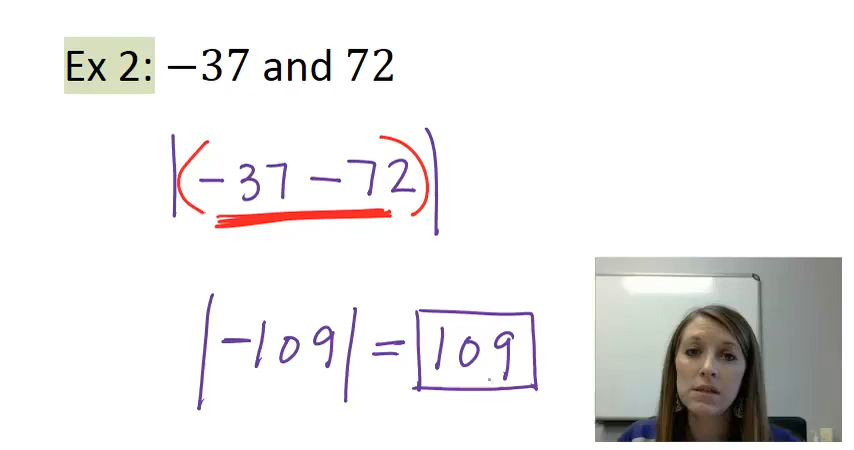 Ex 2: −37 and 72
|(-37 - 72)|
|-109| = 109